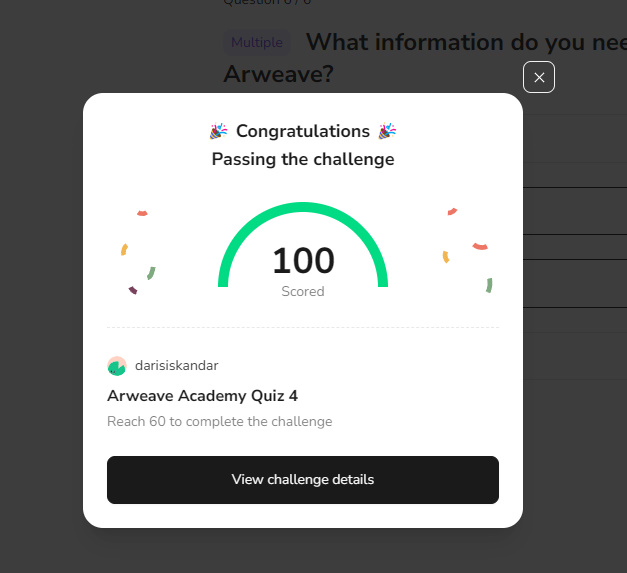 Question 6 / 6
Multiple What information do you nee
Arweave?
Congratulations
Passing the challenge
100
Scored
darisiskandar
Arweave Academy Quiz 4
Reach 60 to complete the challenge
View challenge details